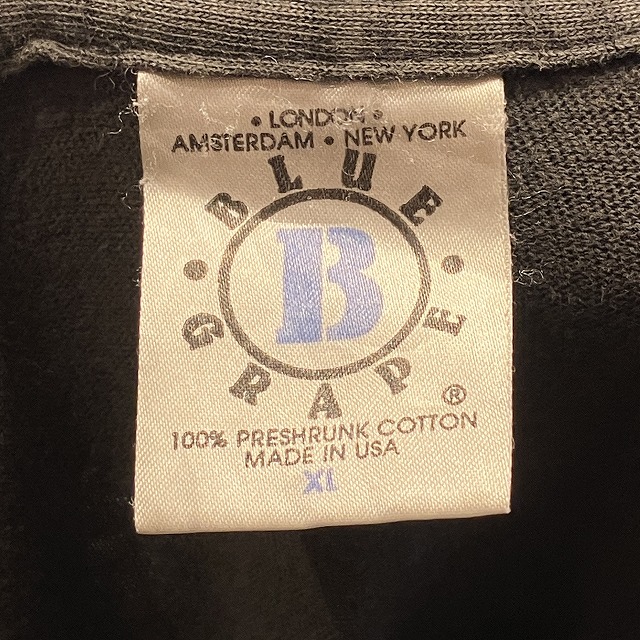 • LONDON •
AMSTERDAM • NEW YORK
BLUE
B
• GRAPE •
®
100% PRESHRUNK COTTON
MADE IN USA
XL